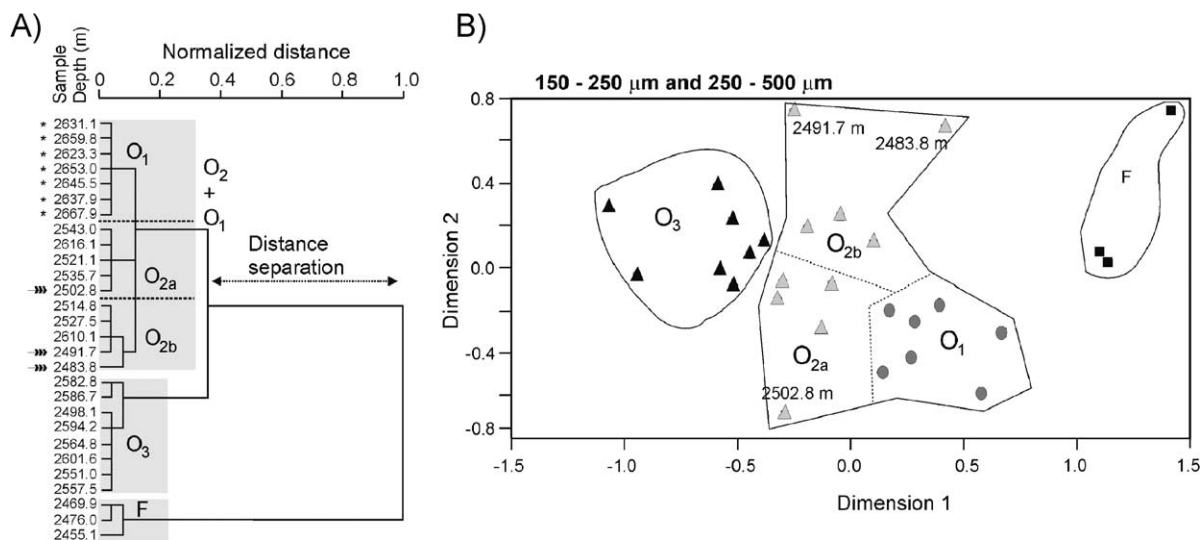 A)
Sample
Depth (m)
Normalized distance
0 0.2 0.4 0.6 0.8 1.0
* 2631.1
* 2659.8
* 2623.3
* 2653.0
* 2645.5
* 2637.9
* 2667.9
O1
O2
+
O1
2543.0
2616.1
2521.1
2535.7
2502.8
O2a
Distance
separation
2514.8
2527.5
2610.1
2491.7
2483.8
O2b
2582.8
2586.7
2498.1
2594.2
2564.8
2601.6
2551.0
2557.5
O3
2469.9
2476.0
2455.1
F
B)
150 - 250 μm and 250 - 500 μm
Dimension 2
0.8
0.4
0.0
-0.4
-0.8
2491.7 m
2483.8 m
F
O3
O2b
O1
O2a
2502.8 m
-1.5 -1.0 -0.5 0.0 0.5 1.0 1.5
Dimension 1